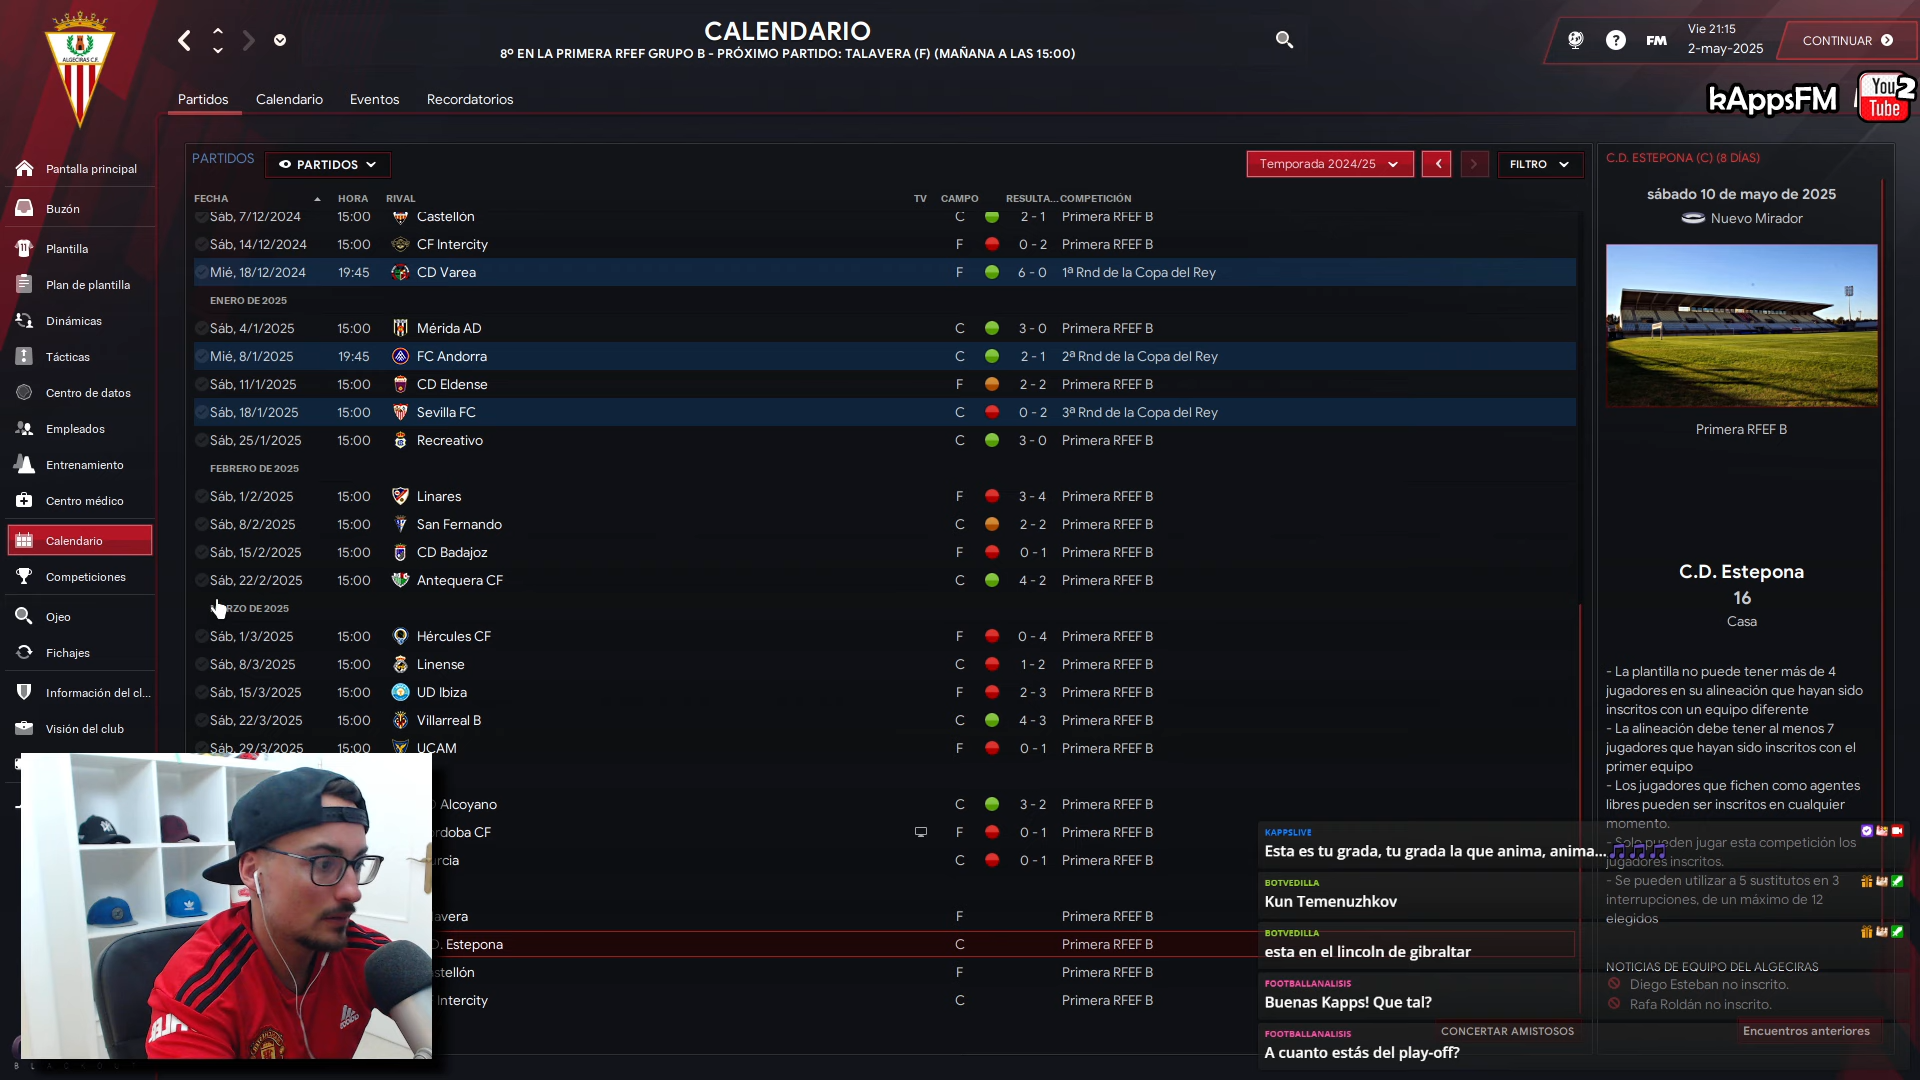 ALGECIRAS C.F.
CALENDARIO
8º EN LA PRIMERA RFEF GRUPO B - PRÓXIMO PARTIDO: TALAVERA (F) (MAÑANA A LAS 15:00)
FM
Vie 21:15
2-may-2025
CONTINUAR
Partidos
Calendario
Eventos
Recordatorios
kAppsFM
You 2
Tube
Pantalla principal
Buzón
Plantilla
Plan de plantilla
Dinámicas
Tácticas
Centro de datos
Empleados
Entrenamiento
Centro médico
Calendario
Competiciones
Ojeo
Fichajes
Información del cl...
Visión del club
PARTIDOS
PARTIDOS
Temporada 2024/25
FILTRO
FECHA HORA RIVAL TV CAMPO RESULTA... COMPETICIÓN
Sáb, 7/12/2024 15:00 Castellón C 2 - 1 Primera RFEF B
Sáb, 14/12/2024 15:00 CF Intercity F 0 - 2 Primera RFEF B
Mié, 18/12/2024 19:45 CD Varea F 6 - 0 1ª Rnd de la Copa del Rey
ENERO DE 2025
Sáb, 4/1/2025 15:00 Mérida AD C 3 - 0 Primera RFEF B
Mié, 8/1/2025 19:45 FC Andorra C 2 - 1 2ª Rnd de la Copa del Rey
Sáb, 11/1/2025 15:00 CD Eldense F 2 - 2 Primera RFEF B
Sáb, 18/1/2025 15:00 Sevilla FC C 0 - 2 3ª Rnd de la Copa del Rey
Sáb, 25/1/2025 15:00 Recreativo C 3 - 0 Primera RFEF B
FEBRERO DE 2025
Sáb, 1/2/2025 15:00 Linares F 3 - 4 Primera RFEF B
Sáb, 8/2/2025 15:00 San Fernando C 2 - 2 Primera RFEF B
Sáb, 15/2/2025 15:00 CD Badajoz F 0 - 1 Primera RFEF B
Sáb, 22/2/2025 15:00 Antequera CF C 4 - 2 Primera RFEF B
RZO DE 2025
Sáb, 1/3/2025 15:00 Hércules CF F 0 - 4 Primera RFEF B
Sáb, 8/3/2025 15:00 Linense C 1 - 2 Primera RFEF B
Sáb, 15/3/2025 15:00 UD Ibiza F 2 - 3 Primera RFEF B
Sáb, 22/3/2025 15:00 Villarreal B C 4 - 3 Primera RFEF B
Sáb, 29/3/2025 15:00 UCAM F 0 - 1 Primera RFEF B
Alcoyano C 3 - 2 Primera RFEF B
rdoba CF F 0 - 1 Primera RFEF B
rcia C 0 - 1 Primera RFEF B
lavera F Primera RFEF B
D. Estepona C Primera RFEF B
stellón F Primera RFEF B
Intercity C Primera RFEF B
CONCERTAR AMISTOSOS
C.D. ESTEPONA (C) (8 DÍAS)
sábado 10 de mayo de 2025
Nuevo Mirador
Primera RFEF B
C.D. Estepona
16
Casa
- La plantilla no puede tener más de 4
jugadores en su alineación que hayan sido
inscritos con un equipo diferente
- La alineación debe tener al menos 7
jugadores que hayan sido inscritos con el
primer equipo
- Los jugadores que fichen como agentes
libres pueden ser inscritos en cualquier
momento.
- Solo pueden jugar esta competición los
jugadores inscritos.
- Se pueden utilizar a 5 sustitutos en 3
interrupciones, de un máximo de 12
elegidos
NOTICIAS DE EQUIPO DEL ALGECIRAS
Diego Esteban no inscrito.
Rafa Roldán no inscrito.
Encuentros anteriores
KAPPSLIVE
Esta es tu grada, tu grada la que anima, anima...
BOTVEDILLA
Kun Temenuzhkov
BOTVEDILLA
esta en el lincoln de gibraltar
FOOTBALLANALISIS
Buenas Kapps! Que tal?
FOOTBALLANALISIS
A cuanto estás del play-off?